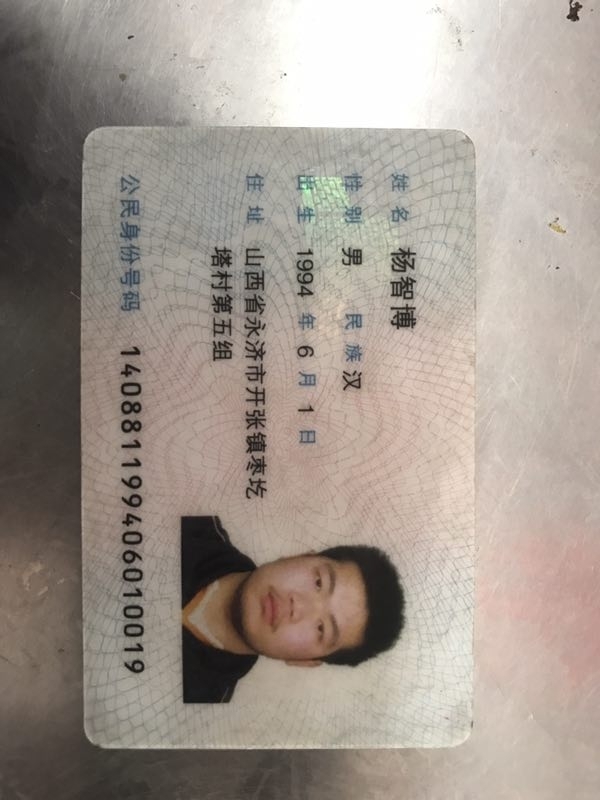 姓名 杨智博
性别 男 民族 汉
出生 1994 年 6 月 1 日
住址 山西省永济市开张镇枣圪
塔村第五组
公民身份号码 140881199406010019